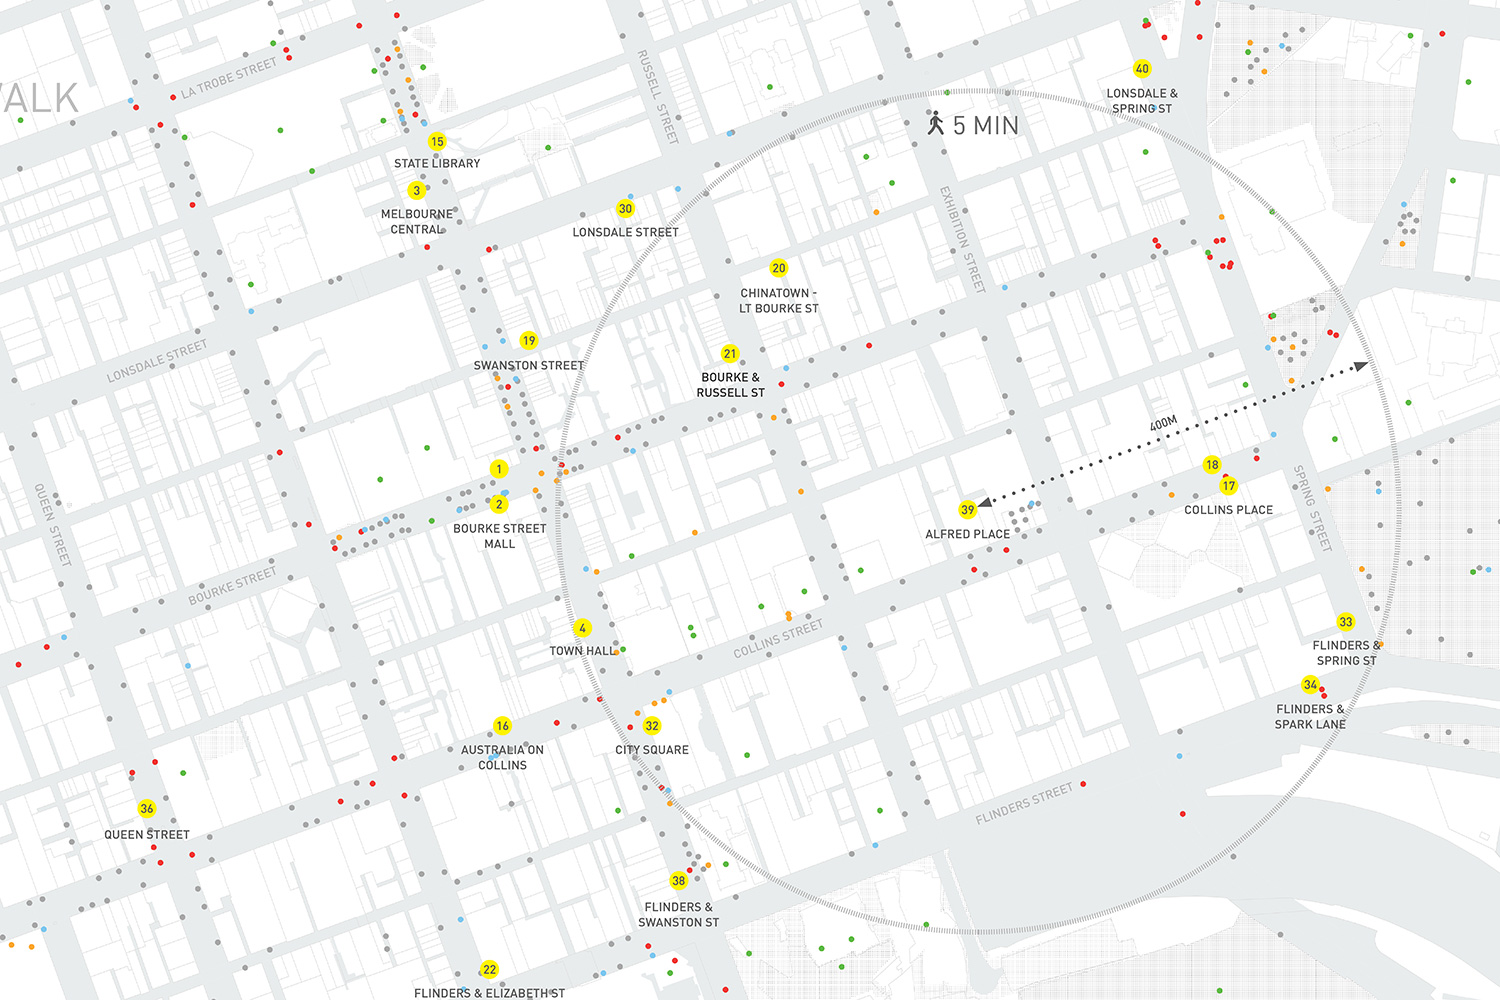 ALK
LA TROBE STREET
RUSSELL STREET
40
LONSDALE &
SPRING ST
5 MIN
15
STATE LIBRARY
3
MELBOURNE
CENTRAL
30
LONSDALE STREET
EXHIBITION STREET
20
CHINATOWN -
LT BOURKE ST
19
SWANSTON STREET
LONSDALE STREET
21
BOURKE &
RUSSELL ST
400M
1
2
BOURKE STREET
MALL
QUEEN STREET
BOURKE STREET
39
ALFRED PLACE
18
17
COLLINS PLACE
SPRING STREET
4
TOWN HALL
COLLINS STREET
33
FLINDERS &
SPRING ST
34
FLINDERS &
SPARK LANE
16
AUSTRALIA ON
COLLINS
32
CITY SQUARE
36
QUEEN STREET
FLINDERS STREET
38
FLINDERS &
SWANSTON ST
22
FLINDERS & ELIZABETH ST